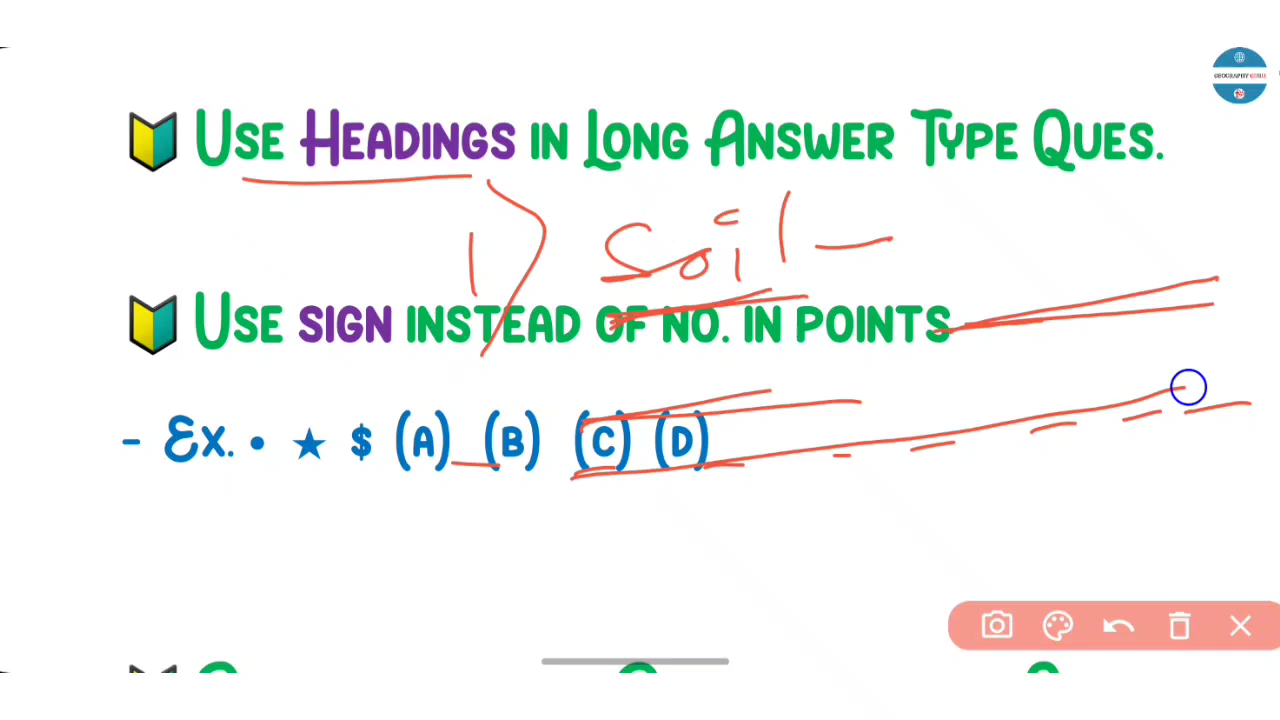 Use Headings in Long Answer Type Ques.
1) Soil —
Use sign instead of no. in points
- Ex. • ★ $ (A) (B) (C) (D)